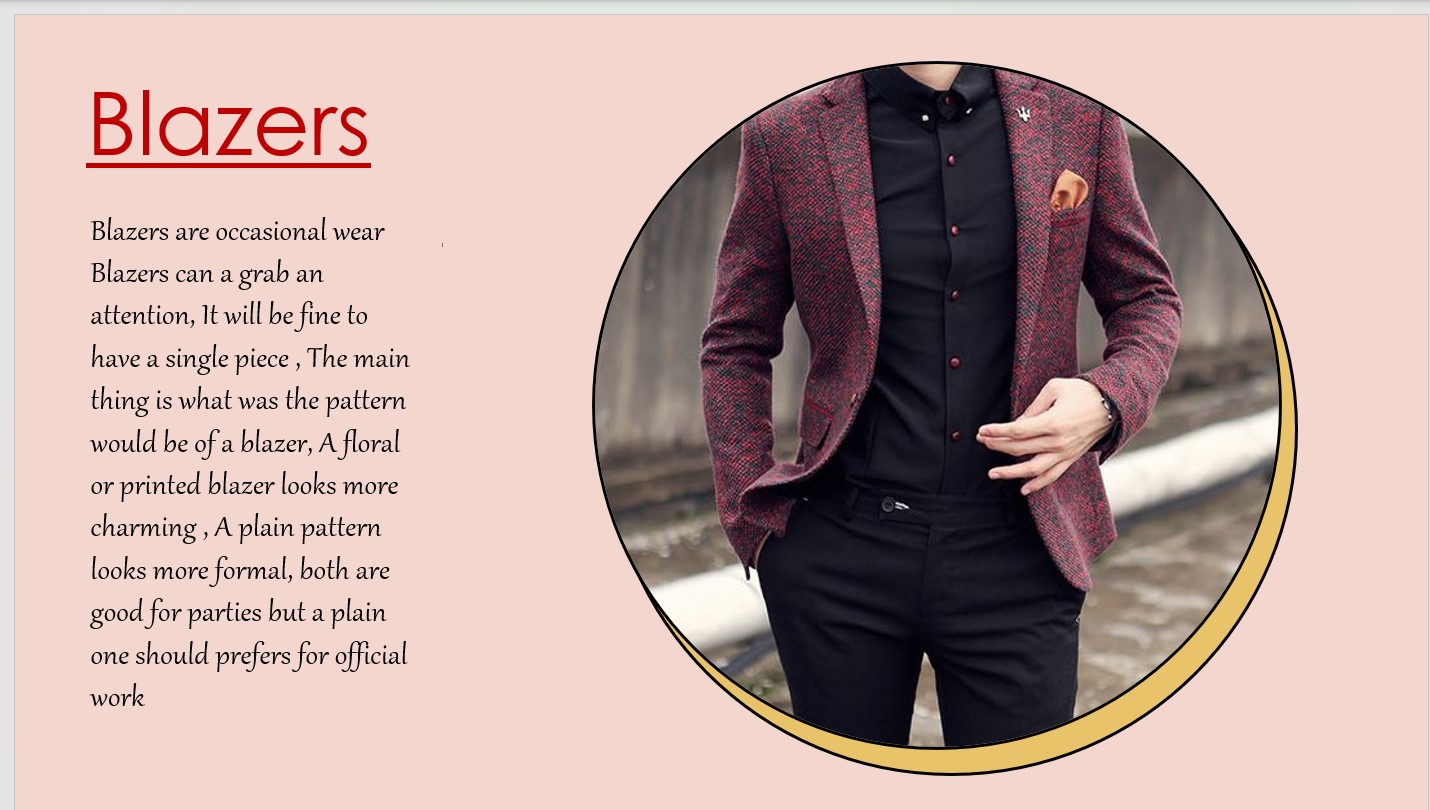 Blazers
Blazers are occasional wear
Blazers can a grab an
attention, It will be fine to
have a single piece , The main
thing is what was the pattern
would be of a blazer, A floral
or printed blazer looks more
charming , A plain pattern
looks more formal, both are
good for parties but a plain
one should prefers for official
work